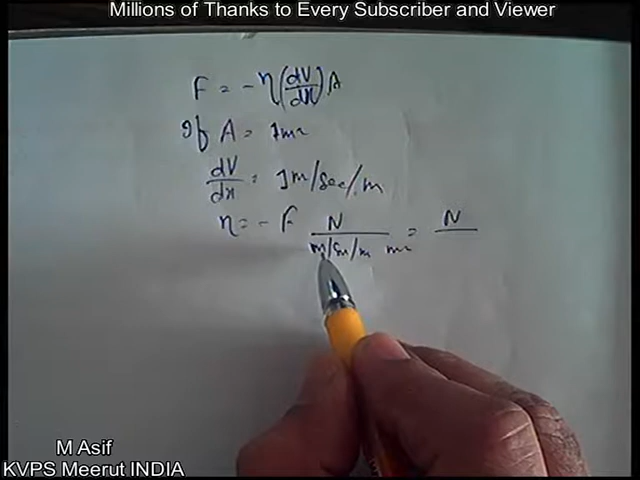 Millions of Thanks to Every Subscriber and Viewer
F = - η(dV/dx) A
If A = 1m²
dV/dx = 1m/sec/m
η = - F N/(m/sec/m m²) = N/
M Asif
KVPS Meerut INDIA